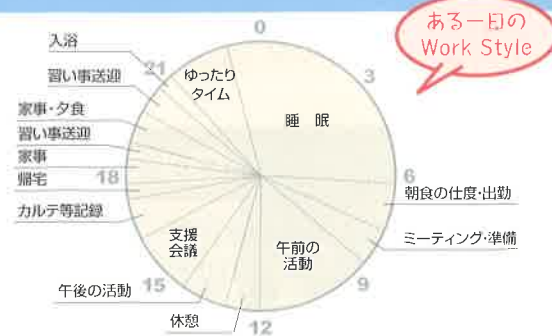 ある一日の
Work Style
0
3
6
9
12
15
18
21
睡 眠
朝食の仕度・出勤
ミーティング・準備
午前の
活動
休憩
午後の活動
支援
会議
カルテ等記録
帰宅
家事
習い事送迎
家事・夕食
習い事送迎
入浴
ゆったり
タイム